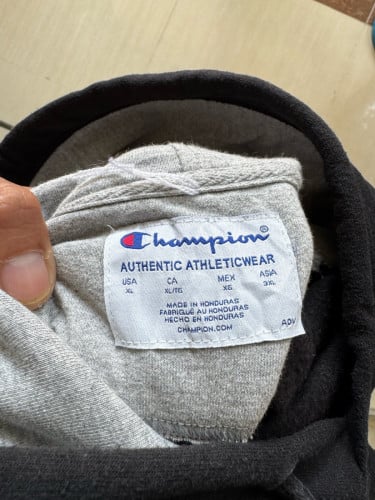 Champion®
AUTHENTIC ATHLETICWEAR
USA CA MEX ASIA
XL XL/TG XG 3XL
MADE IN HONDURAS
FABRIQUÉ AU HONDURAS
HECHO EN HONDURAS
CHAMPION.COM
ADV